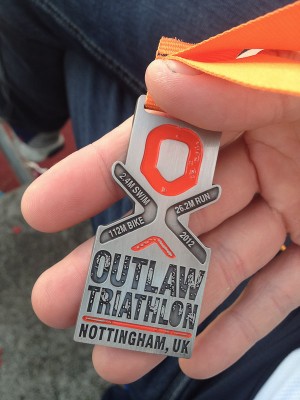 2.4M SWIM
26.2M RUN
112M BIKE
2012
OUTLAW
TRIATHLON
NOTTINGHAM, UK